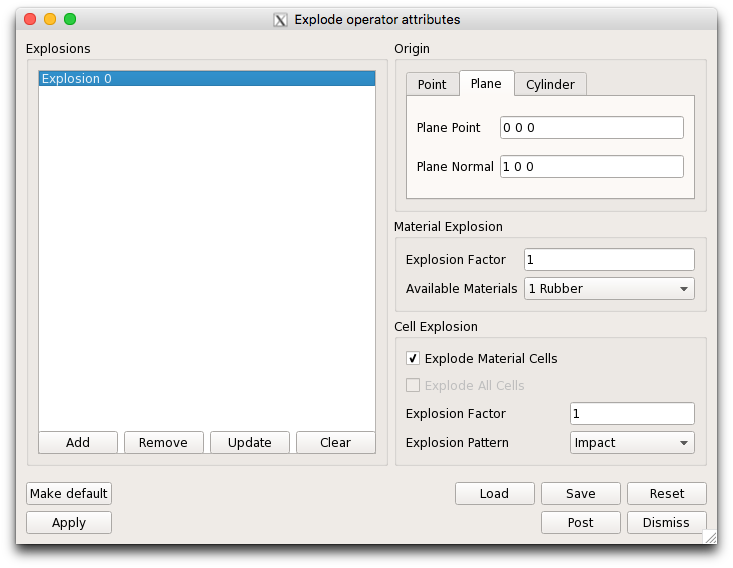 Explode operator attributes
Explosions
Explosion 0
Add Remove Update Clear
Origin
Point Plane Cylinder
Plane Point 0 0 0
Plane Normal 1 0 0
Material Explosion
Explosion Factor 1
Available Materials 1 Rubber
Cell Explosion
Explode Material Cells
Explode All Cells
Explosion Factor 1
Explosion Pattern Impact
Make default Load Save Reset
Apply Post Dismiss